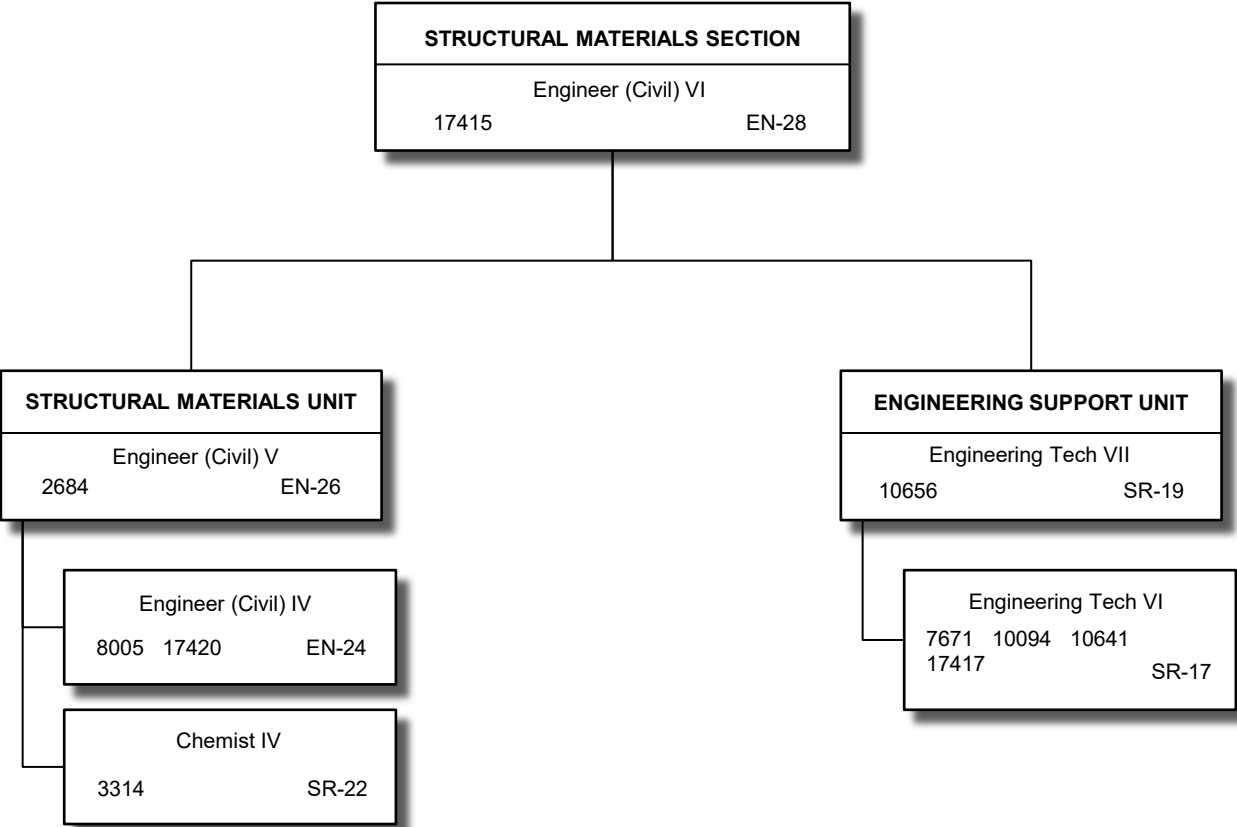 STRUCTURAL MATERIALS SECTION
Engineer (Civil) VI
17415 EN-28
STRUCTURAL MATERIALS UNIT
Engineer (Civil) V
2684 EN-26
Engineer (Civil) IV
8005 17420 EN-24
Chemist IV
3314 SR-22
ENGINEERING SUPPORT UNIT
Engineering Tech VII
10656 SR-19
Engineering Tech VI
7671 10094 10641
17417 SR-17